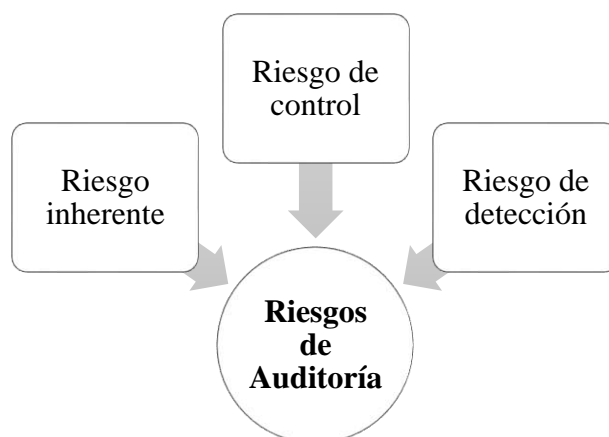 Riesgo de
control
Riesgo
inherente
Riesgo de
detección
Riesgos
de
Auditoría